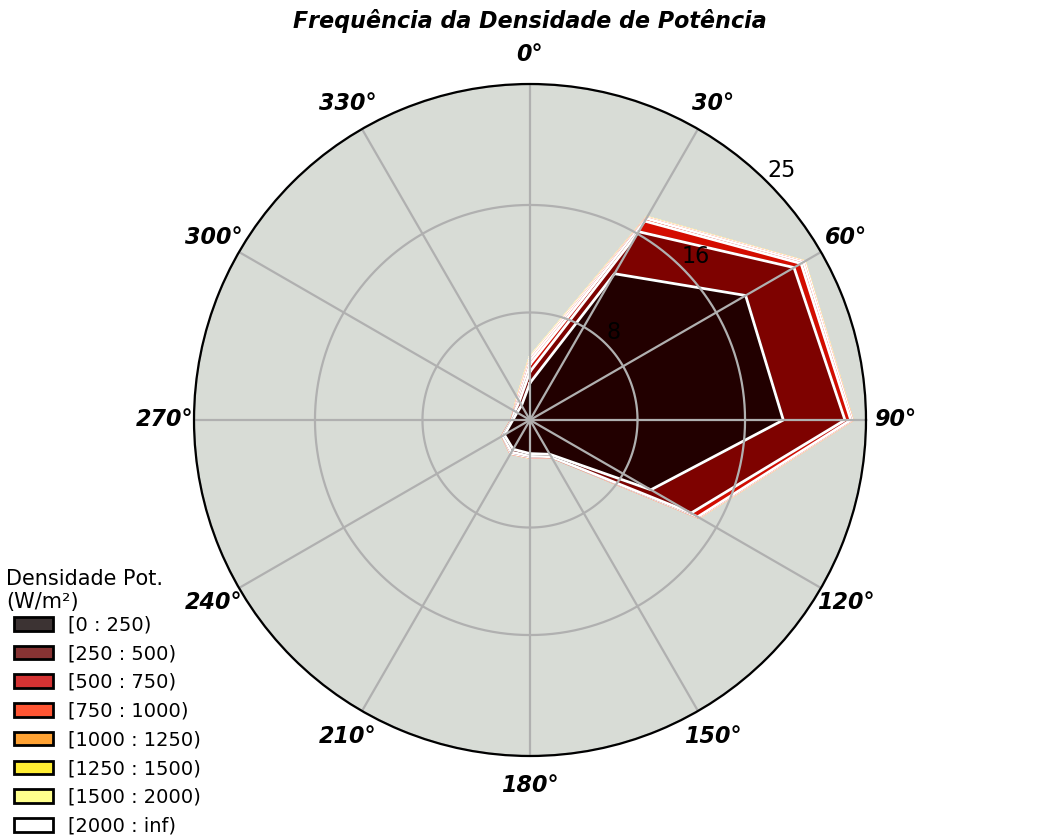 Frequência da Densidade de Potência
0°
330°
30°
25
300°
60°
16
8
270°
90°
240°
120°
210°
150°
180°
Densidade Pot.
(W/m²)
[0 : 250)
[250 : 500)
[500 : 750)
[750 : 1000)
[1000 : 1250)
[1250 : 1500)
[1500 : 2000)
[2000 : inf)